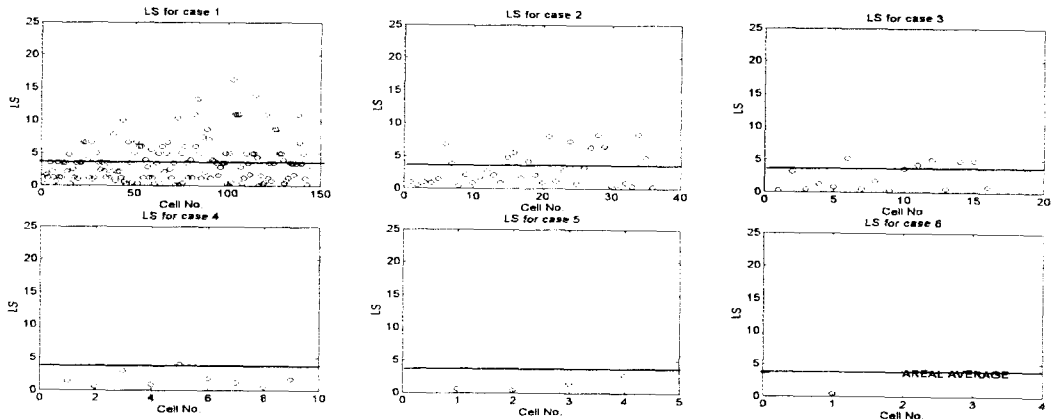 LS for case 1
LS for case 2
LS for case 3
25
20
15
10
5
0
LS
0 50 100 150
Cell No.
25
20
15
10
5
0
LS
0 10 20 30 40
Cell No.
25
20
15
10
5
0
LS
0 5 10 15 20
Cell No
LS for case 4
LS for case 5
LS for case 6
25
20
15
10
5
0
LS
0 2 4 6 8 10
Cell No.
25
20
15
10
5
0
LS
0 1 2 3 4 5
Cell No.
25
20
15
10
5
0
LS
AREAL AVERAGE
0 1 2 3 4
Cell No.